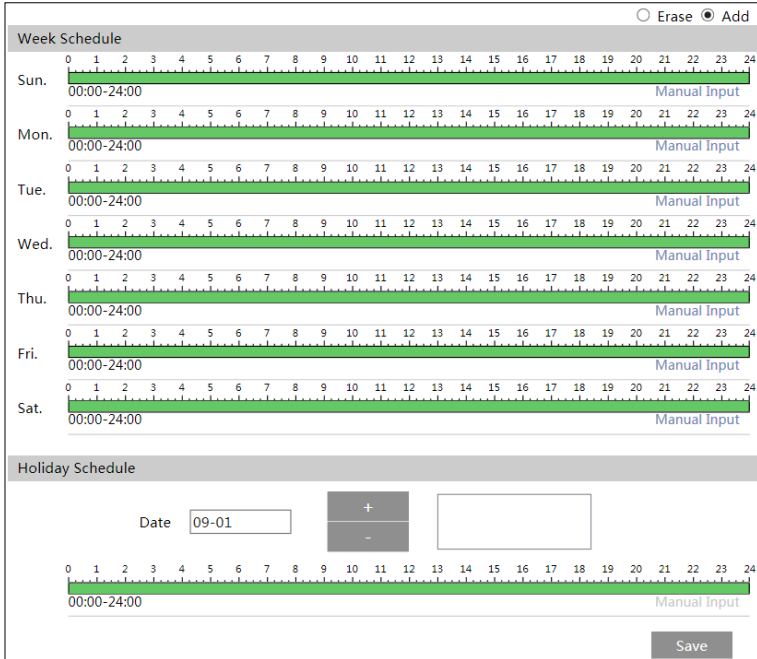 Erase Add
Week Schedule
0 1 2 3 4 5 6 7 8 9 10 11 12 13 14 15 16 17 18 19 20 21 22 23 24
Sun.
00:00-24:00 Manual Input
0 1 2 3 4 5 6 7 8 9 10 11 12 13 14 15 16 17 18 19 20 21 22 23 24
Mon.
00:00-24:00 Manual Input
0 1 2 3 4 5 6 7 8 9 10 11 12 13 14 15 16 17 18 19 20 21 22 23 24
Tue.
00:00-24:00 Manual Input
0 1 2 3 4 5 6 7 8 9 10 11 12 13 14 15 16 17 18 19 20 21 22 23 24
Wed.
00:00-24:00 Manual Input
0 1 2 3 4 5 6 7 8 9 10 11 12 13 14 15 16 17 18 19 20 21 22 23 24
Thu.
00:00-24:00 Manual Input
0 1 2 3 4 5 6 7 8 9 10 11 12 13 14 15 16 17 18 19 20 21 22 23 24
Fri.
00:00-24:00 Manual Input
0 1 2 3 4 5 6 7 8 9 10 11 12 13 14 15 16 17 18 19 20 21 22 23 24
Sat.
00:00-24:00 Manual Input
Holiday Schedule
+
Date 09-01
-
0 1 2 3 4 5 6 7 8 9 10 11 12 13 14 15 16 17 18 19 20 21 22 23 24
00:00-24:00 Manual Input
Save